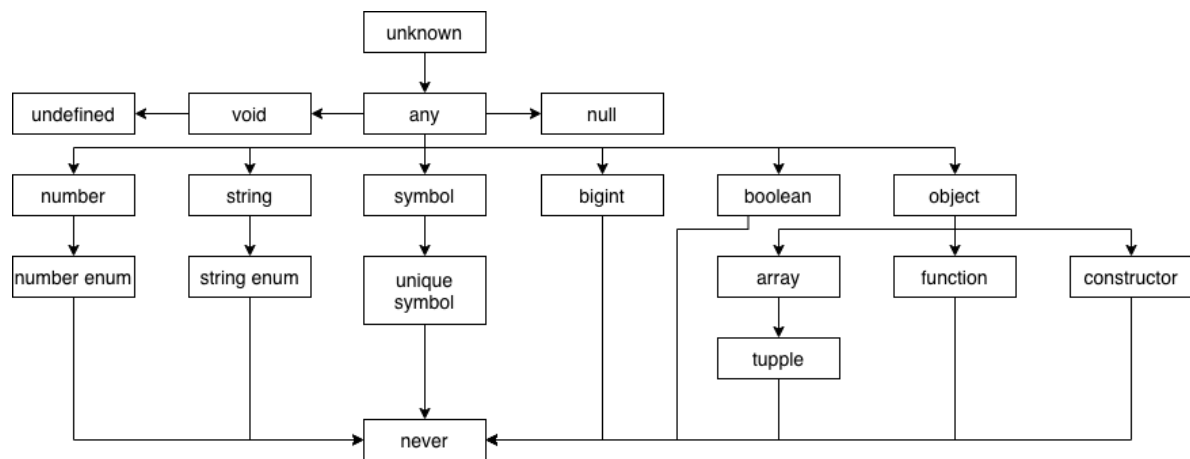 unknown
undefined
void
any
null
number
string
symbol
bigint
boolean
object
number enum
string enum
unique
symbol
array
function
constructor
tupple
never